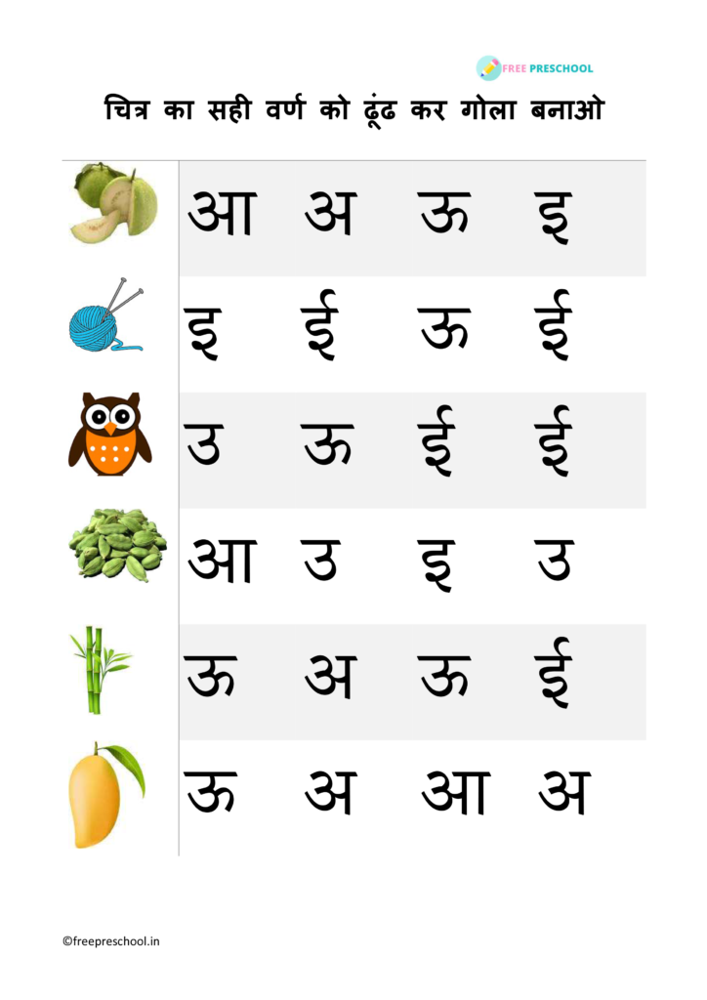 FREE PRESCHOOL
चित्र का सही वर्ण को ढूंढ कर गोला बनाओ
आ अ ऊ इ
इ ई ऊ ई
उ ऊ ई ई
आ उ इ उ
ऊ अ ऊ ई
ऊ अ आ अ
©freepreschool.in